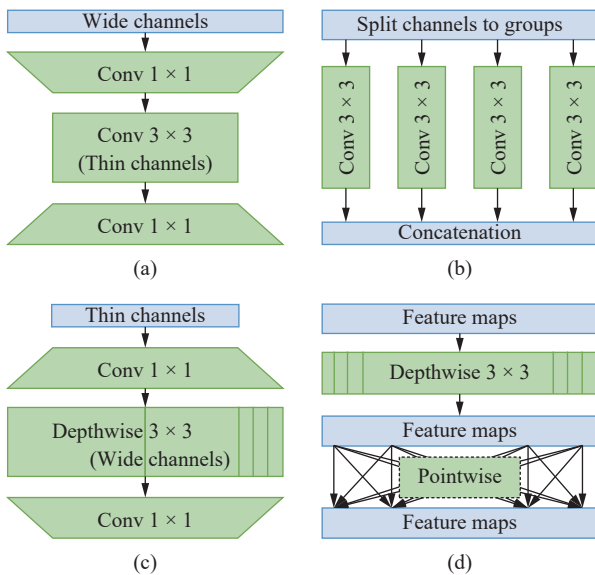 Wide channels
Conv 1 × 1
Conv 3 × 3
(Thin channels)
Conv 1 × 1
(a)
Split channels to groups
Conv 3 × 3
Conv 3 × 3
Conv 3 × 3
Conv 3 × 3
Concatenation
(b)
Thin channels
Conv 1 × 1
Depthwise 3 × 3
(Wide channels)
Conv 1 × 1
(c)
Feature maps
Depthwise 3 × 3
Feature maps
Pointwise
Feature maps
(d)